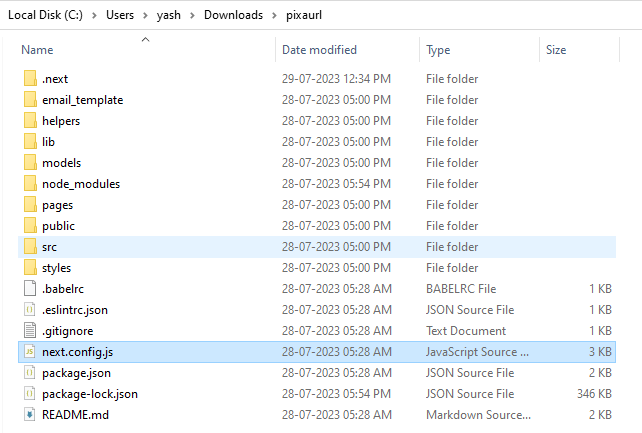 Local Disk (C:) > Users > yash > Downloads > pixaurl
Name Date modified Type Size
.next 29-07-2023 12:34 PM File folder
email_template 28-07-2023 05:00 PM File folder
helpers 28-07-2023 05:00 PM File folder
lib 28-07-2023 05:00 PM File folder
models 28-07-2023 05:00 PM File folder
node_modules 28-07-2023 05:54 PM File folder
pages 28-07-2023 05:00 PM File folder
public 28-07-2023 05:00 PM File folder
src 28-07-2023 05:00 PM File folder
styles 28-07-2023 05:00 PM File folder
.babelrc 28-07-2023 05:28 AM BABELRC File 1 KB
.eslintrc.json 28-07-2023 05:28 AM JSON Source File 1 KB
.gitignore 28-07-2023 05:28 AM Text Document 1 KB
next.config.js 28-07-2023 05:28 AM JavaScript Source ... 3 KB
package.json 28-07-2023 05:28 AM JSON Source File 2 KB
package-lock.json 28-07-2023 05:54 PM JSON Source File 346 KB
README.md 28-07-2023 05:28 AM Markdown Source... 2 KB